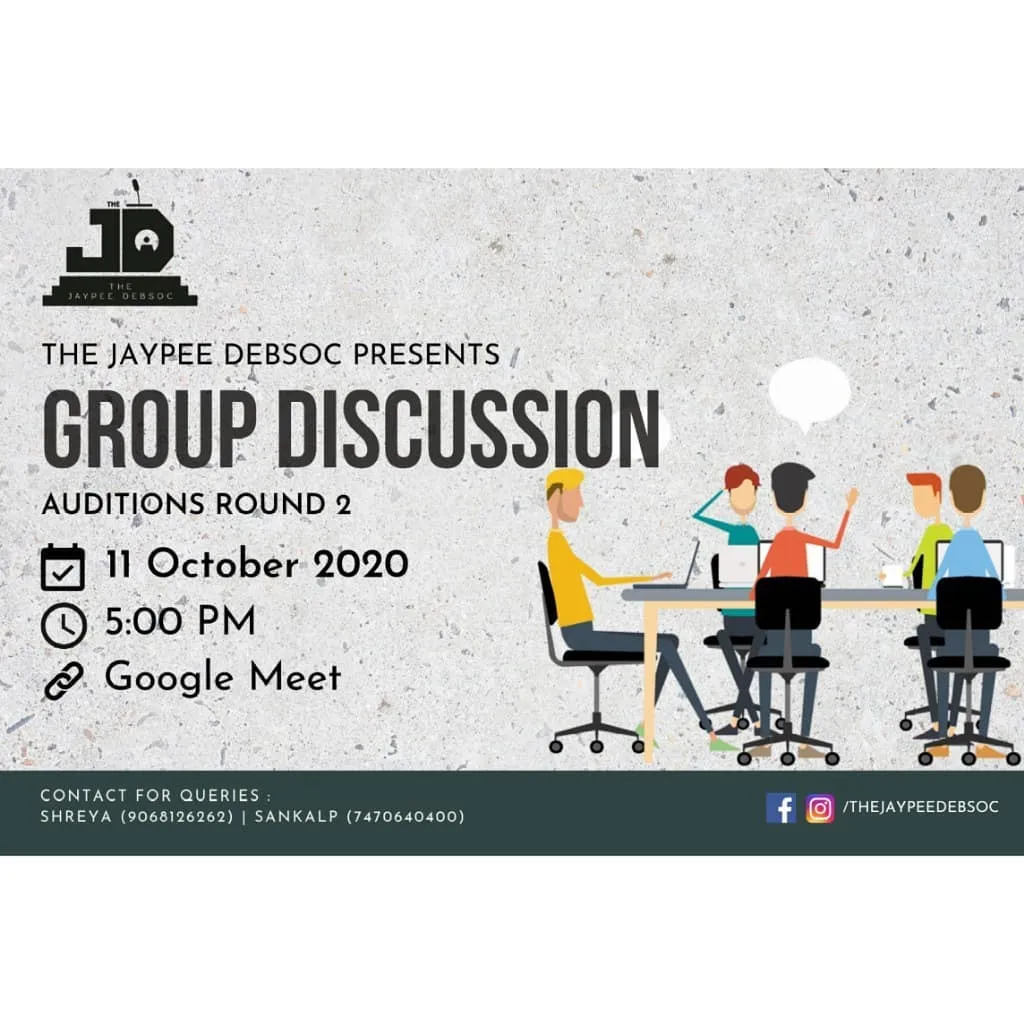 THE
JD
THE
JAYPEE DEBSOC
THE JAYPEE DEBSOC PRESENTS
GROUP DISCUSSION
AUDITIONS ROUND 2
11 October 2020
5:00 PM
Google Meet
CONTACT FOR QUERIES :
SHREYA (9068126262) | SANKALP (7470640400)
/THEJAYPEEDEBSOC